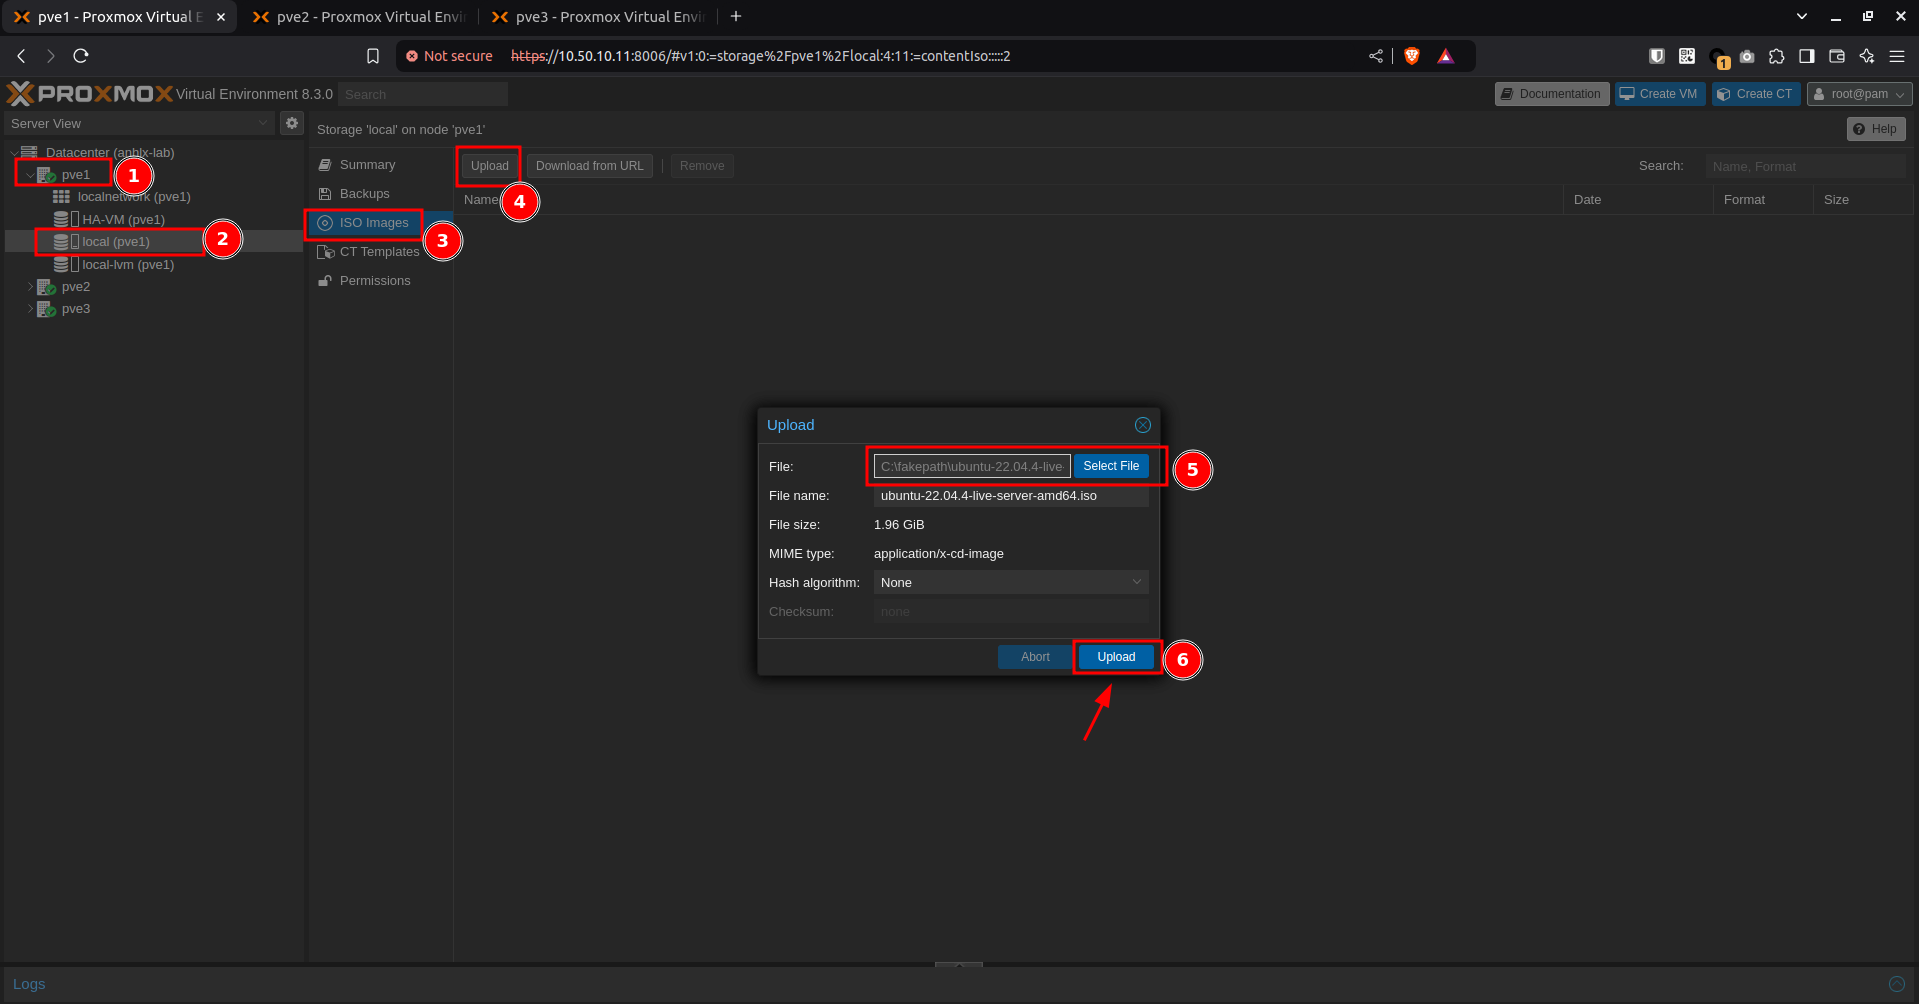 pve1 - Proxmox Virtual E
pve2 - Proxmox Virtual Envi
pve3 - Proxmox Virtual Envi
Not secure https://10.50.10.11:8006/#v1:0:=storage%2Fpve1%2Flocal:4:11:=contentIso:::::2
1
PROXMOX Virtual Environment 8.3.0 Search
Documentation Create VM Create CT root@pam
Server View
Storage 'local' on node 'pve1'
Help
Datacenter (anhlx-lab)
pve1
1
localnetwork (pve1)
HA-VM (pve1)
local (pve1)
2
local-lvm (pve1)
pve2
pve3
Summary
Backups
ISO Images
3
CT Templates
Permissions
Upload Download from URL Remove Search: Name, Format
4
Name Date Format Size
Upload
File: C:\fakepath\ubuntu-22.04.4-live- Select File
5
File name: ubuntu-22.04.4-live-server-amd64.iso
File size: 1.96 GiB
MIME type: application/x-cd-image
Hash algorithm: None
Checksum: none
Abort Upload
6
Logs